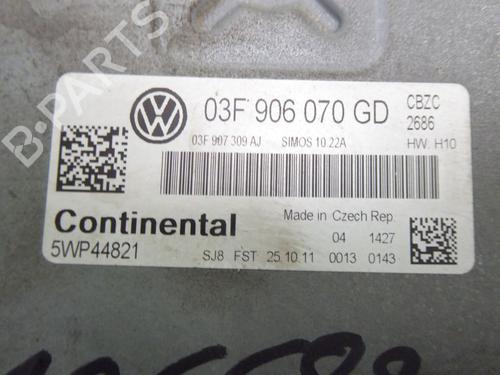 B-PARTS
03F 906 070 GD
CBZC
2686
03F 907 309 AJ SIMOS 10.22A
HW. H10
Continental
5WP44821
Made in Czech Rep.
04 1427
SJ8 FST 25.10.11 0013 0143